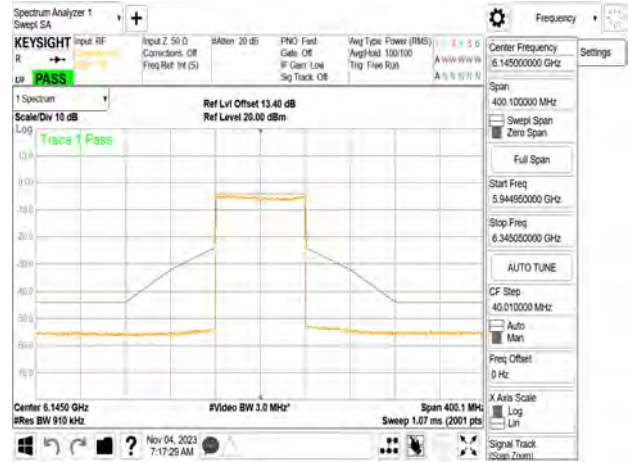 Spectrum Analyzer 1
Swept SA
Frequency
KEYSIGHT
Input: RF
Input Z: 50 Ω
#Atten: 20 dB
PNO: Fast
Avg Type: Power (RMS)
R
Corrections: Off
Gate: Off
Avg|Hold: 100/100
Freq Ref: Int (S)
IF Gain: Low
Trig: Free Run
Sig Track: Off
PASS
Center Frequency
6.145000000 GHz
Settings
Span
400.100000 MHz
Swept Span
Zero Span
Full Span
Start Freq
5.944950000 GHz
Stop Freq
6.345050000 GHz
AUTO TUNE
CF Step
40.010000 MHz
Auto
Man
Freq Offset
0 Hz
X Axis Scale
Log
Lin
Signal Track
(Span Zoom)
1 Spectrum
Scale/Div 10 dB
Ref Lvl Offset 13.40 dB
Ref Level 20.00 dBm
Log
Trace 1 Pass
Center 6.1450 GHz
#Video BW 3.0 MHz*
Span 400.1 MHz
#Res BW 910 kHz
Sweep 1.07 ms (2001 pts
Nov 04, 2023
7:17:29 AM